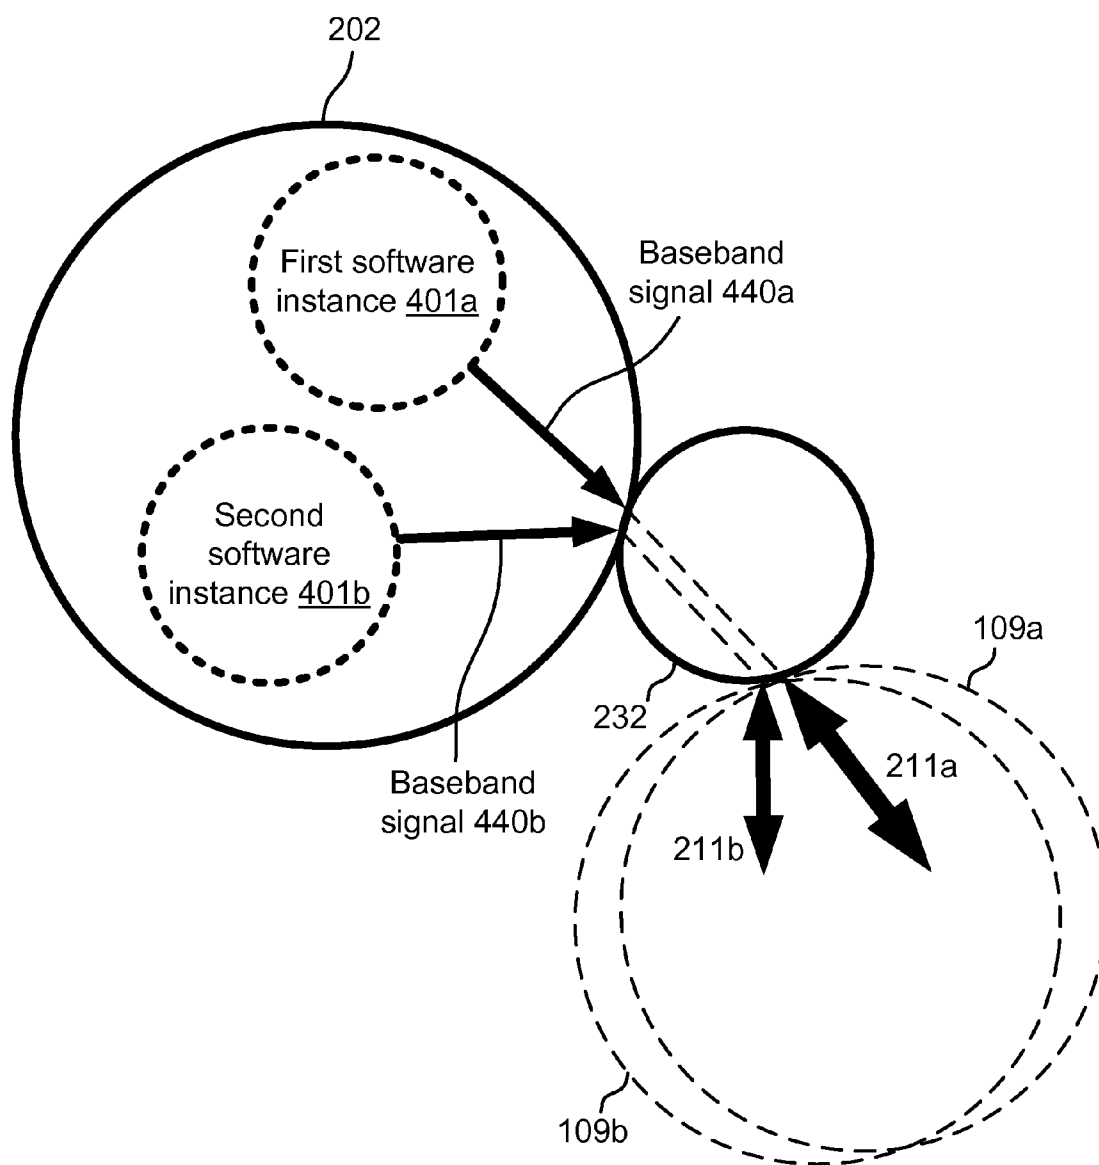 202
First software
instance 401a
Baseband
signal 440a
Second
software
instance 401b
109a
232
211a
Baseband
signal 440b
211b
109b